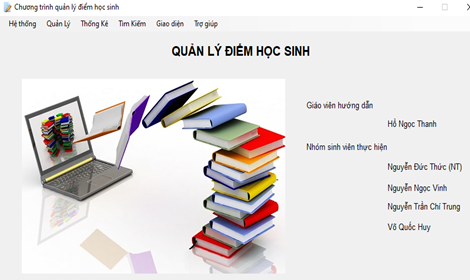 Chương trình quản lý điểm học sinh
Hệ thống Quản Lý Thống Kê Tìm Kiếm Giao diện Trợ giúp
QUẢN LÝ ĐIỂM HỌC SINH
Giáo viên hướng dẫn
Hồ Ngọc Thanh
Nhóm sinh viên thực hiện
Nguyễn Đức Thức (NT)
Nguyễn Ngọc Vinh
Nguyễn Trần Chí Trung
Võ Quốc Huy